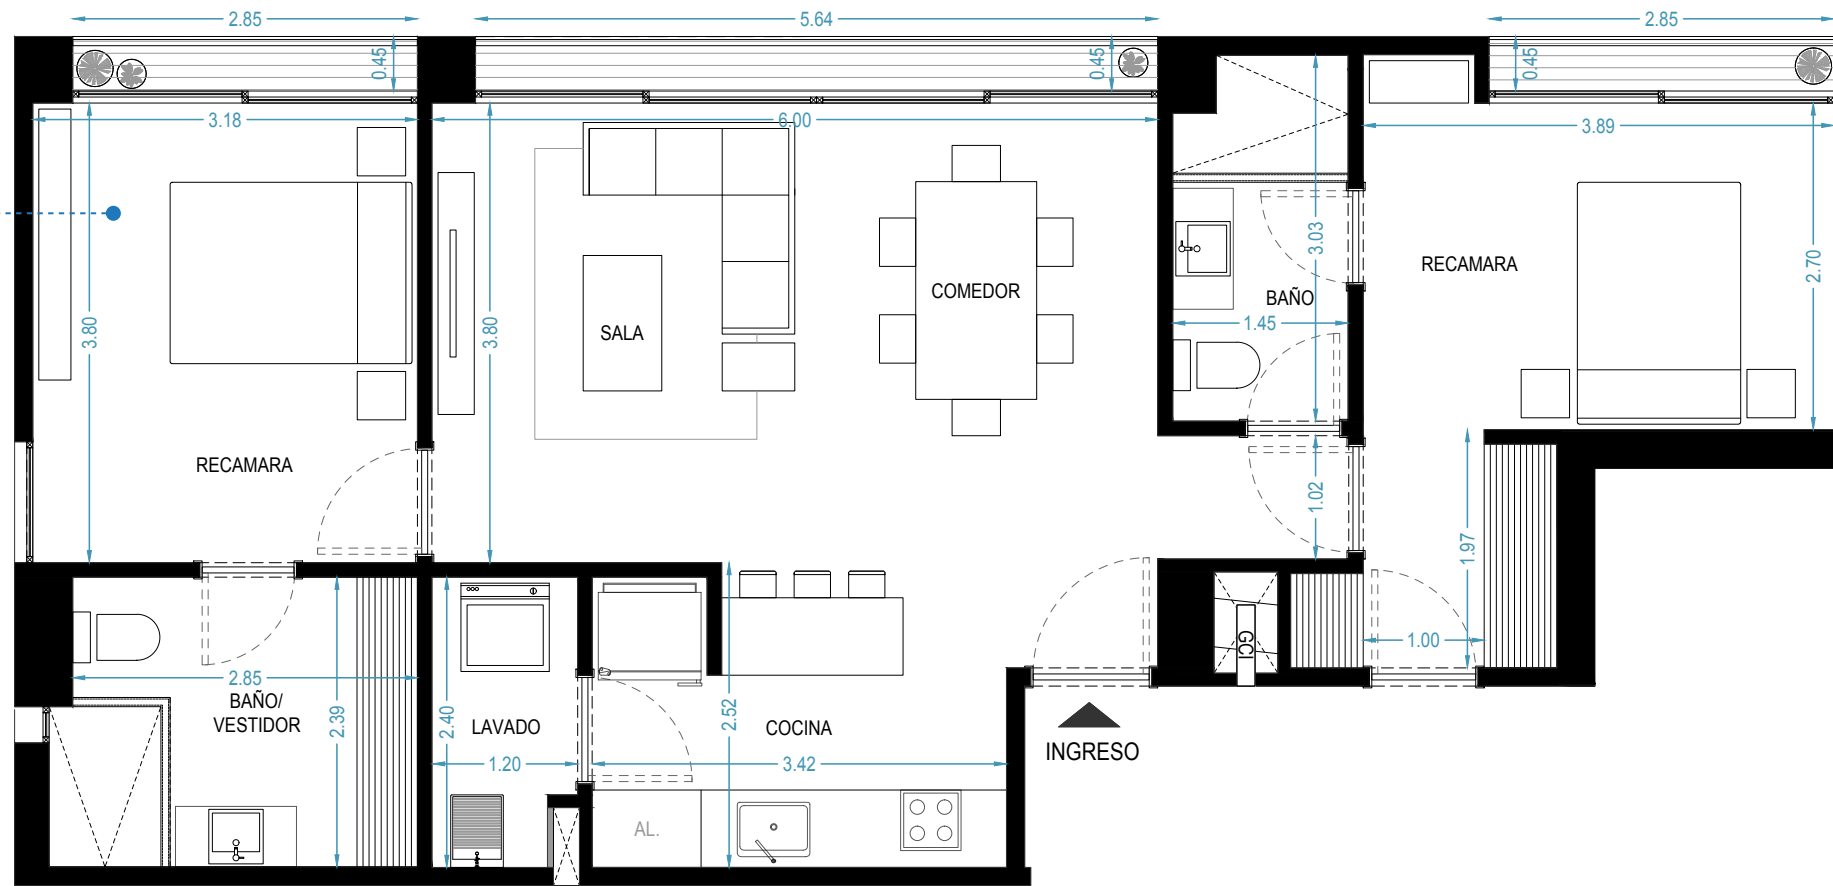 2.85
5.64
2.85
0.45
0.45
0.45
3.18
6.00
3.89
3.80
3.80
3.03
2.70
RECAMARA
COMEDOR
BAÑO
SALA
1.45
RECAMARA
1.02
1.97
GCI
1.00
2.85
BAÑO/
VESTIDOR
2.39
2.40
LAVADO
1.20
2.52
COCINA
3.42
INGRESO
AL.